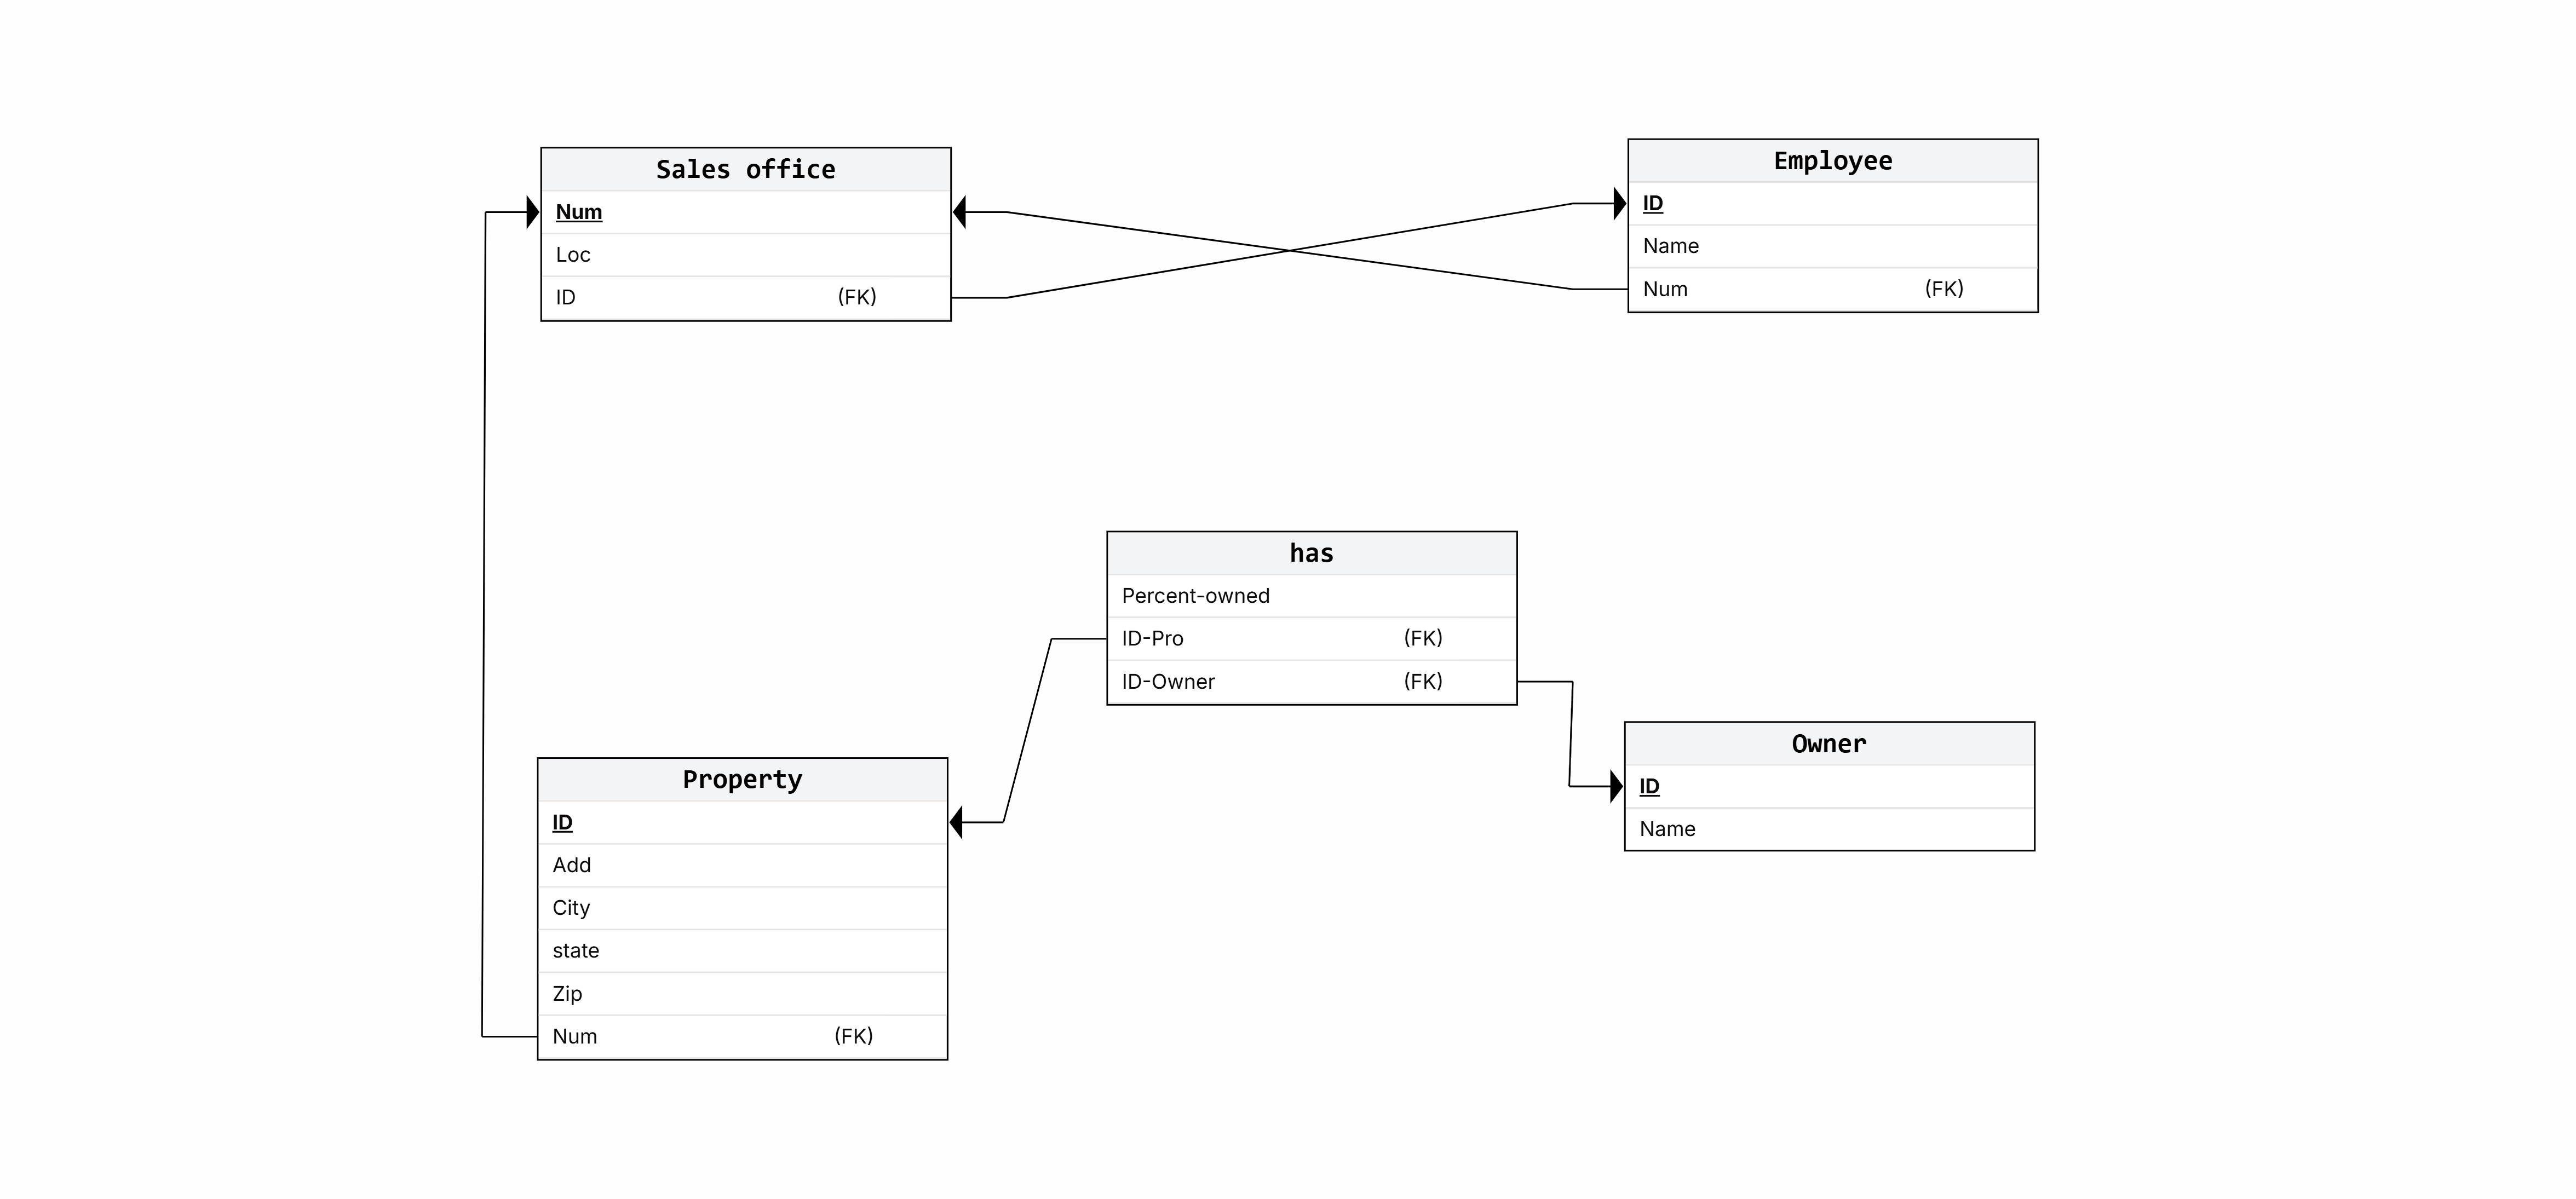 Sales office
Num
Loc
ID (FK)
Employee
ID
Name
Num (FK)
has
Percent-owned
ID-Pro (FK)
ID-Owner (FK)
Property
ID
Add
City
state
Zip
Num (FK)
Owner
ID
Name